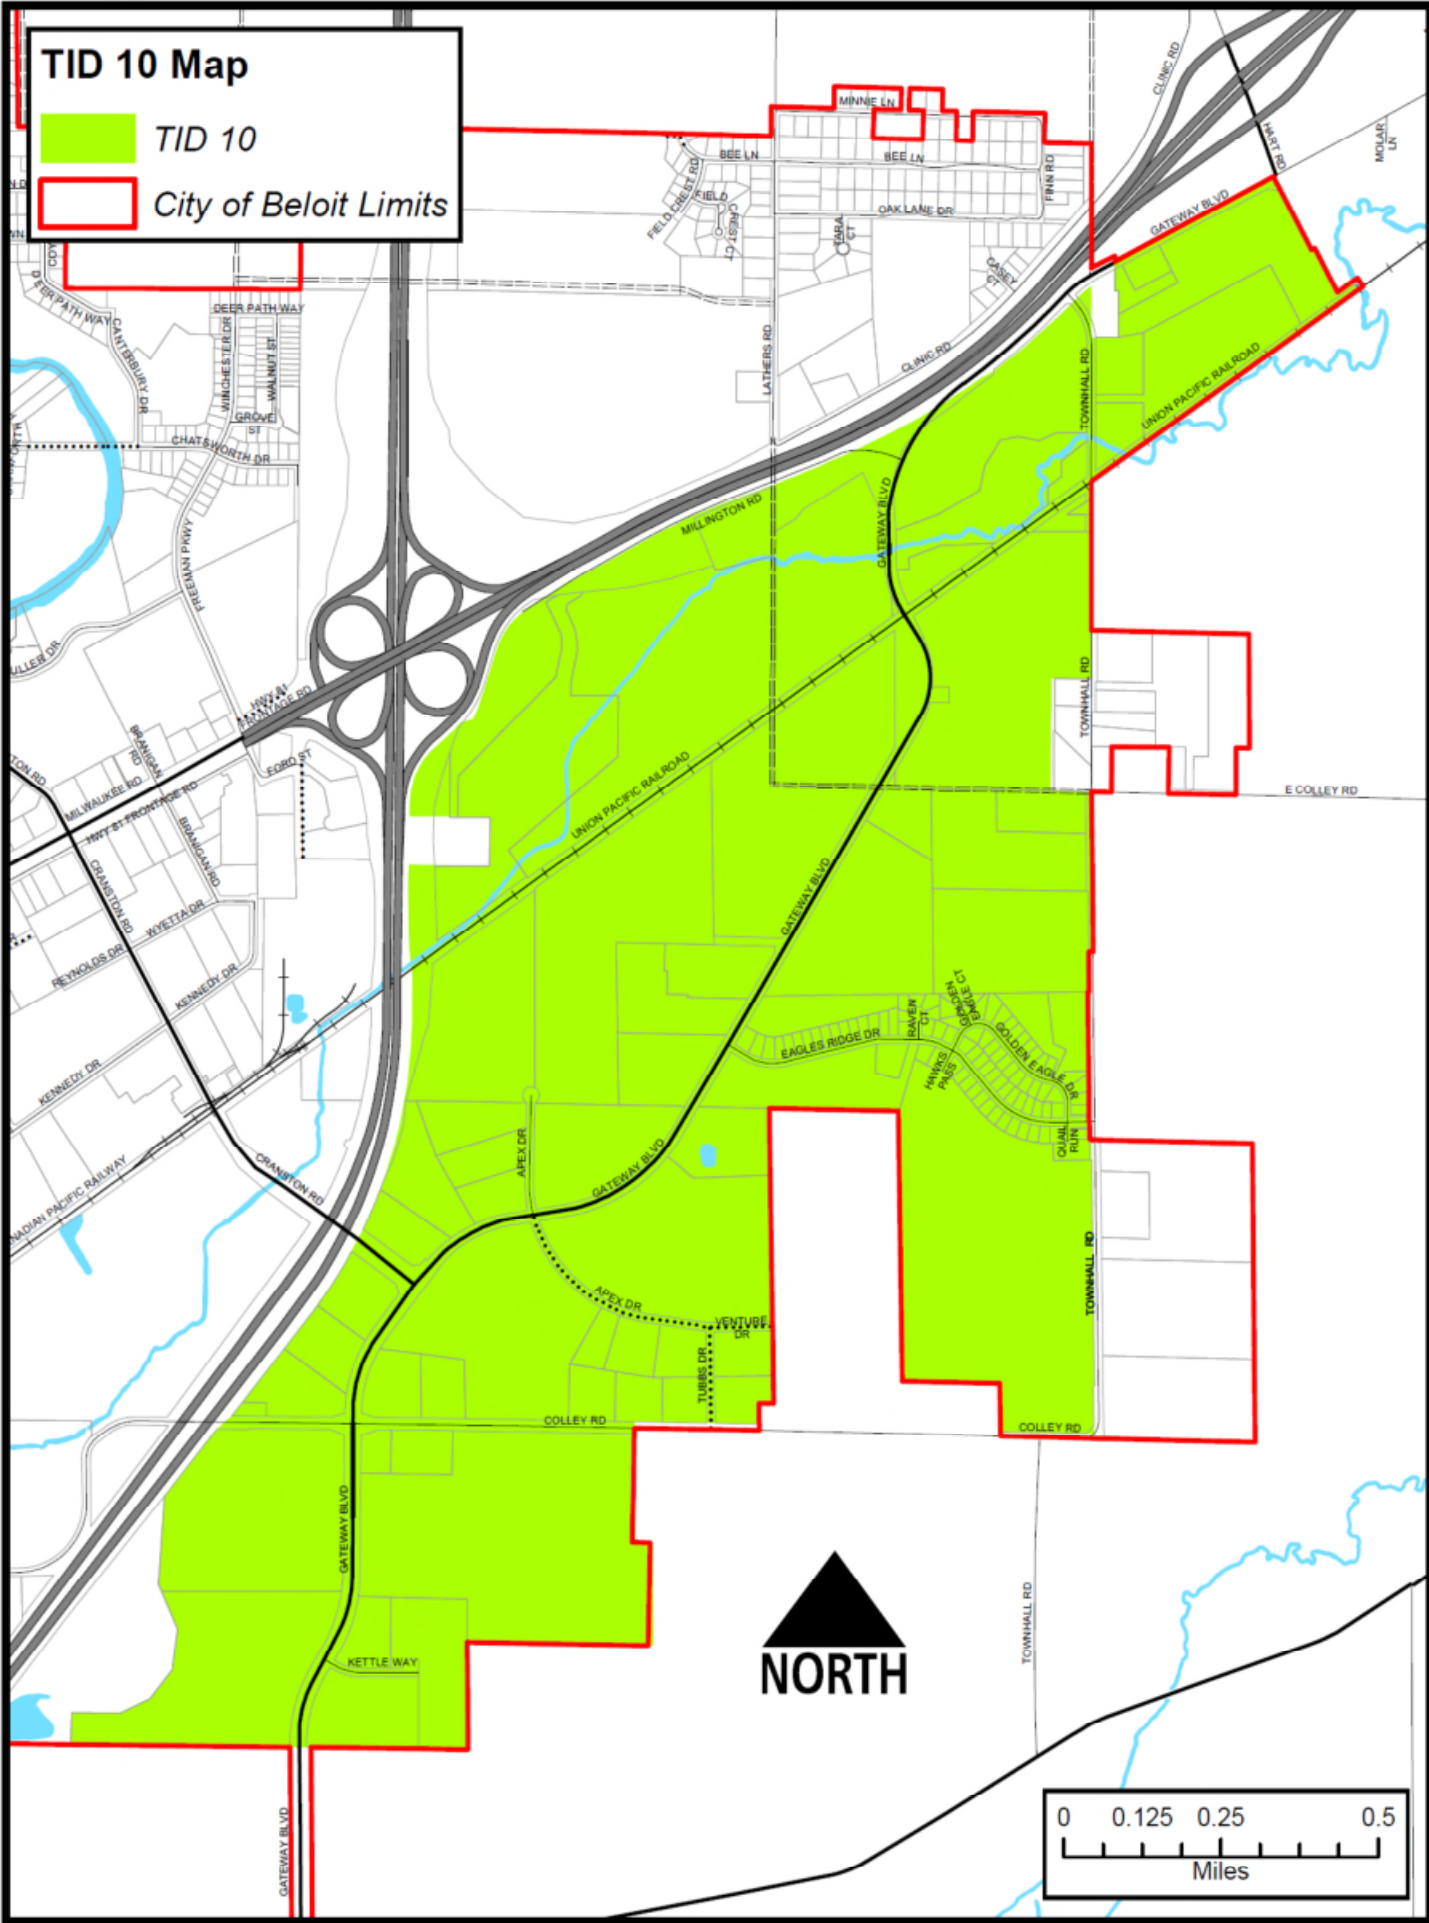 TID 10 Map
TID 10
City of Beloit Limits
MINNIE LN
CLINIC RD
HART RD
MOLAR
LN
BEE LN
BEE LN
FINN RD
FIELD CREST RD
FIELD
CREST CT
OAK LANE DR
TARA
CT
CASEY
CT
GATEWAY BLVD
DEER PATH WAY
DEER PATH WAY
CANTERBURY DR
WINCHESTER DR
WALNUT ST
GROVE
ST
CHATSWORTH DR
LATHERS RD
CLINIC RD
TOWNHALL RD
UNION PACIFIC RAILROAD
MILLINGTON RD
GATEWAY BLVD
FREEMAN PKWY
ULLER DR
HWY 81
FRONTAGE RD
BRANIGAN
RD
FORD ST
TON RD
MILWAUKEE RD
HWY 81 FRONTAGE RD
BRANIGAN RD
CRANSTON RD
WYETTA DR
REYNOLDS DR
KENNEDY DR
KENNEDY DR
TOWNHALL RD
E COLLEY RD
UNION PACIFIC RAILROAD
GATEWAY BLVD
GOLDEN
EAGLE CT
RAVEN
CT
EAGLES RIDGE DR
HAWKS
PASS
GOLDEN EAGLE DR
QUAIL
RUN
APEX DR
GATEWAY BLVD
CRANSTON RD
NADIAN PACIFIC RAILWAY
TOWNHALL RD
APEX DR
VENTURE
DR
TUBBS DR
COLLEY RD
COLLEY RD
GATEWAY BLVD
KETTLE WAY
TOWNHALL RD
NORTH
GATEWAY BLVD
0 0.125 0.25 0.5
Miles